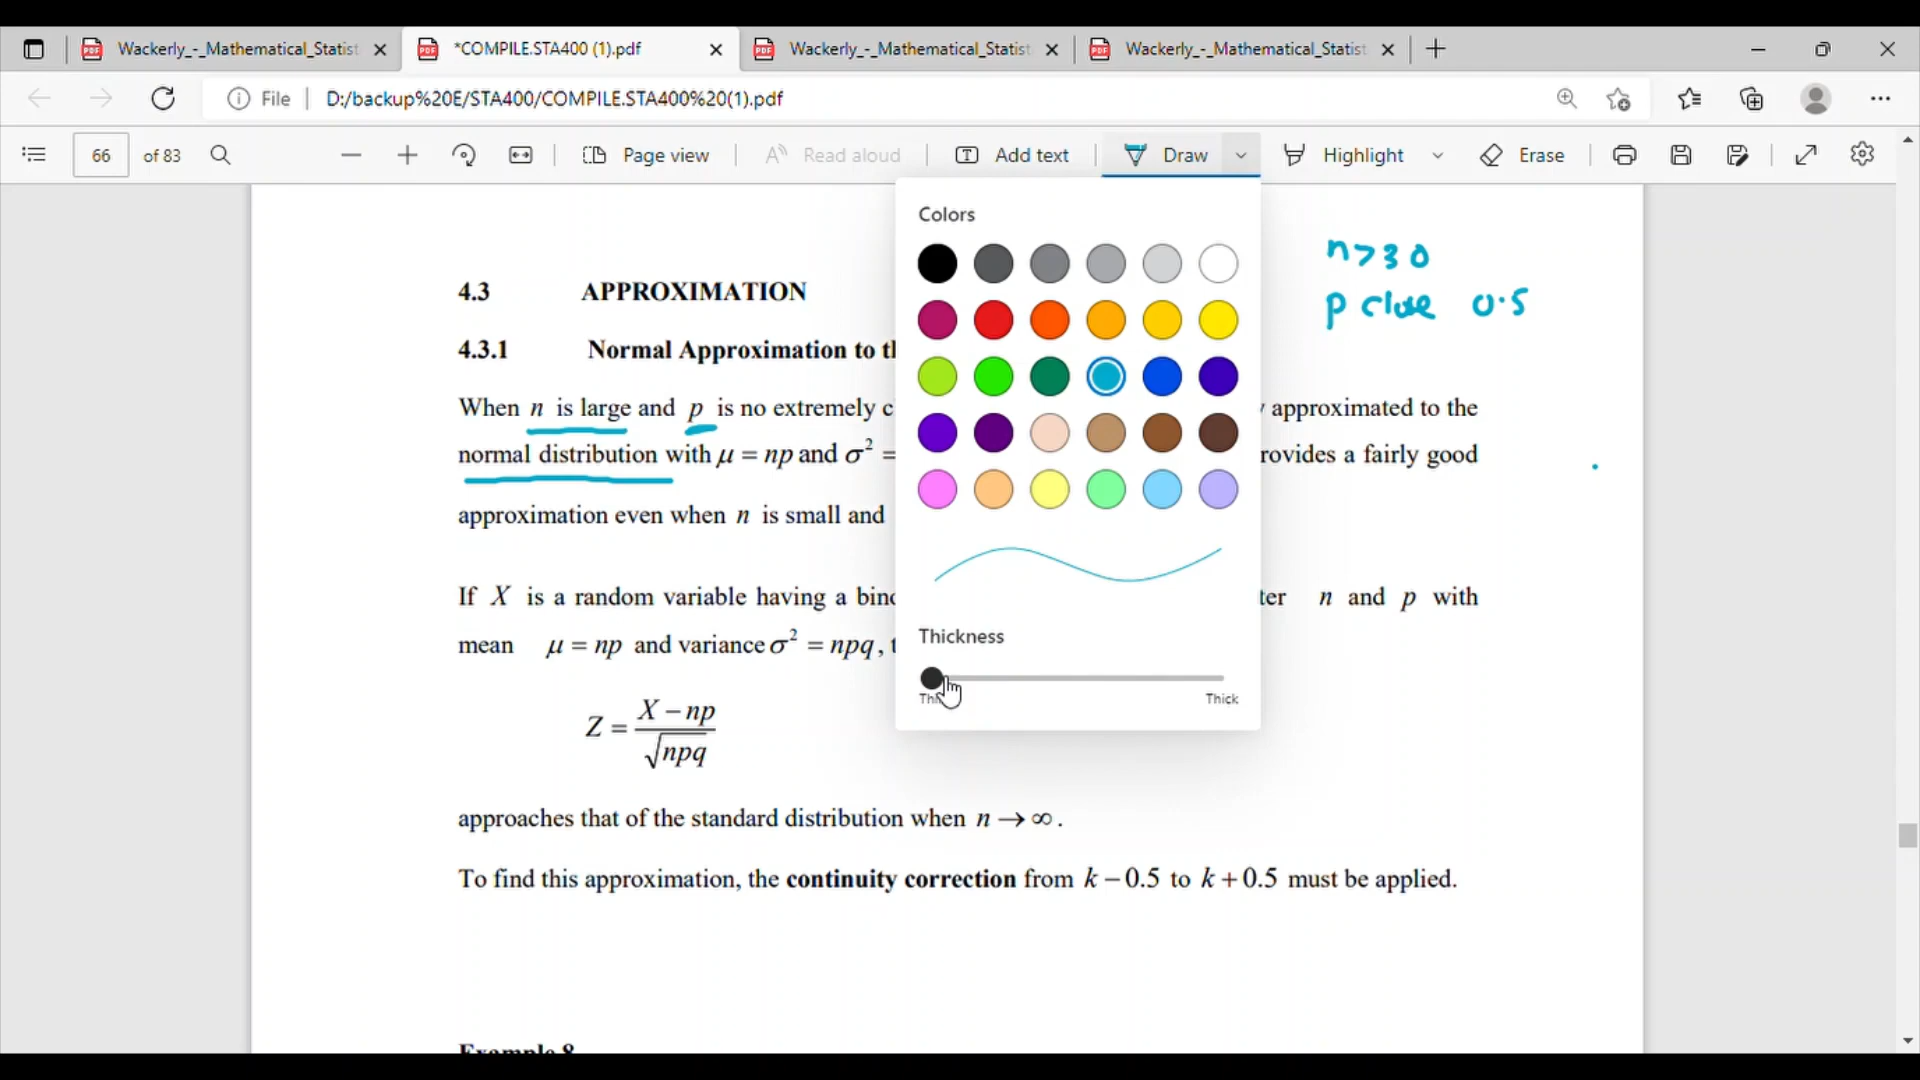 Wackerly_-_Mathematical_Statist
*COMPILE.STA400 (1).pdf
Wackerly_-_Mathematical_Statist
Wackerly_-_Mathematical_Statist
File
D:/backup%20E/STA400/COMPILE.STA400%20(1).pdf
66 of 83
Page view
Read aloud
Add text
Draw
Highlight
Erase
Colors
Thickness
Thick
n>30
p close 0.5
4.3 APPROXIMATION
4.3.1 Normal Approximation to
When n is large and p is no extremely approximated to the
normal distribution with μ = np and σ² = a fairly good
approximation even when n is small and
If X is a random variable having a n and p with
mean μ = np and variance σ² = npq,
Z = (X − np)/√npq
approaches that of the standard distribution when n → ∞.
To find this approximation, the continuity correction from k − 0.5 to k + 0.5 must be applied.
Example 8